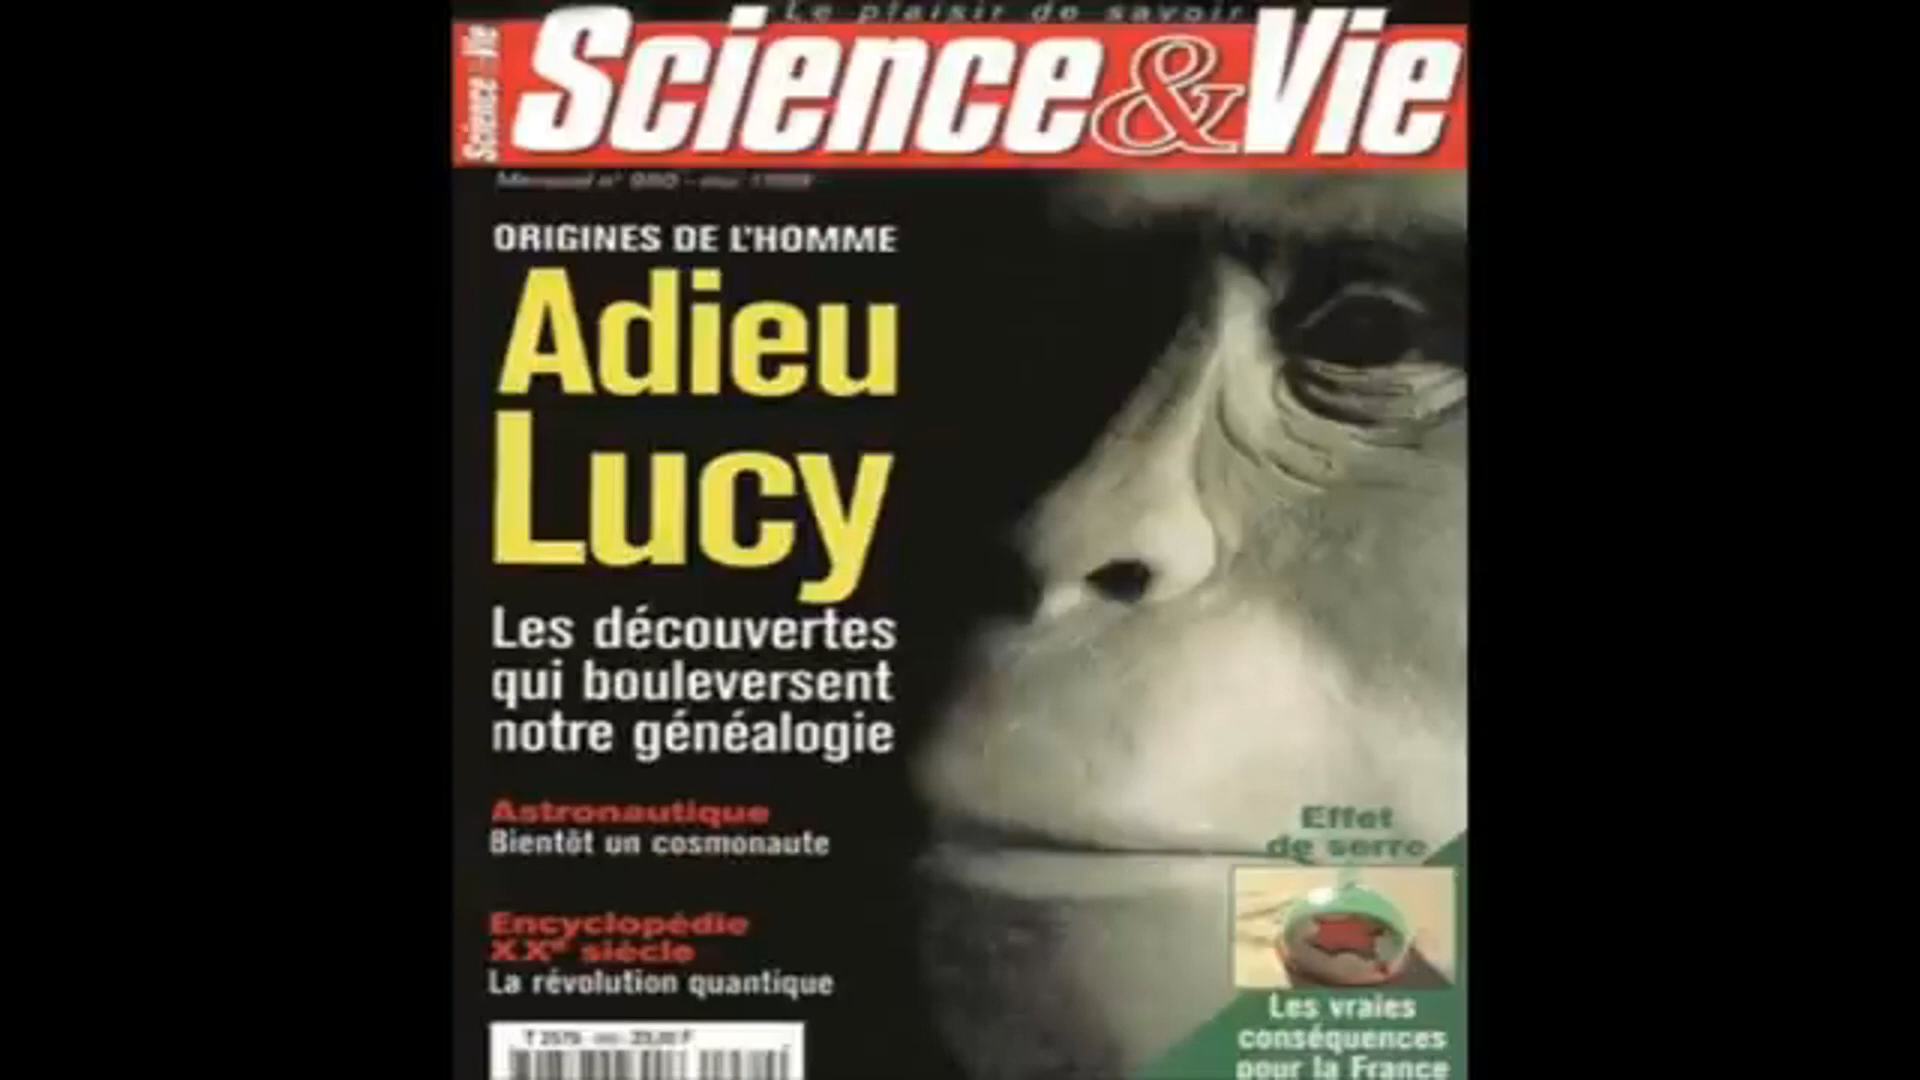 Le plaisir de savoir
Science&Vie
Science & Vie
ORIGINES DE L'HOMME
Adieu
Lucy
Les découvertes
qui bouleversent
notre généalogie
Astronautique
Bientôt un cosmonaute
Encyclopédie
XXe siècle
La révolution quantique
Effet
de serre
Les vraies
conséquences
pour la France